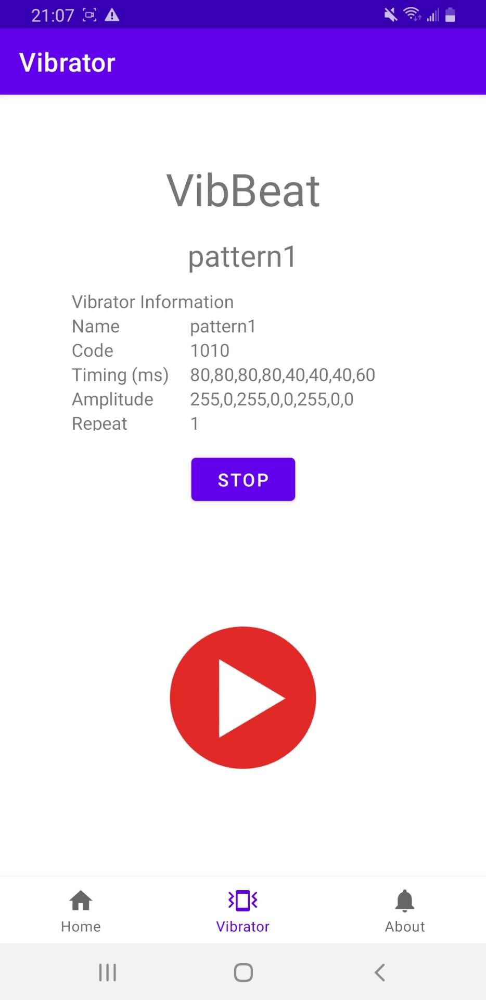 21:07
Vibrator
VibBeat
pattern1
Vibrator Information
Name pattern1
Code 1010
Timing (ms) 80,80,80,80,40,40,40,60
Amplitude 255,0,255,0,0,255,0,0
Repeat 1
STOP
Home Vibrator About